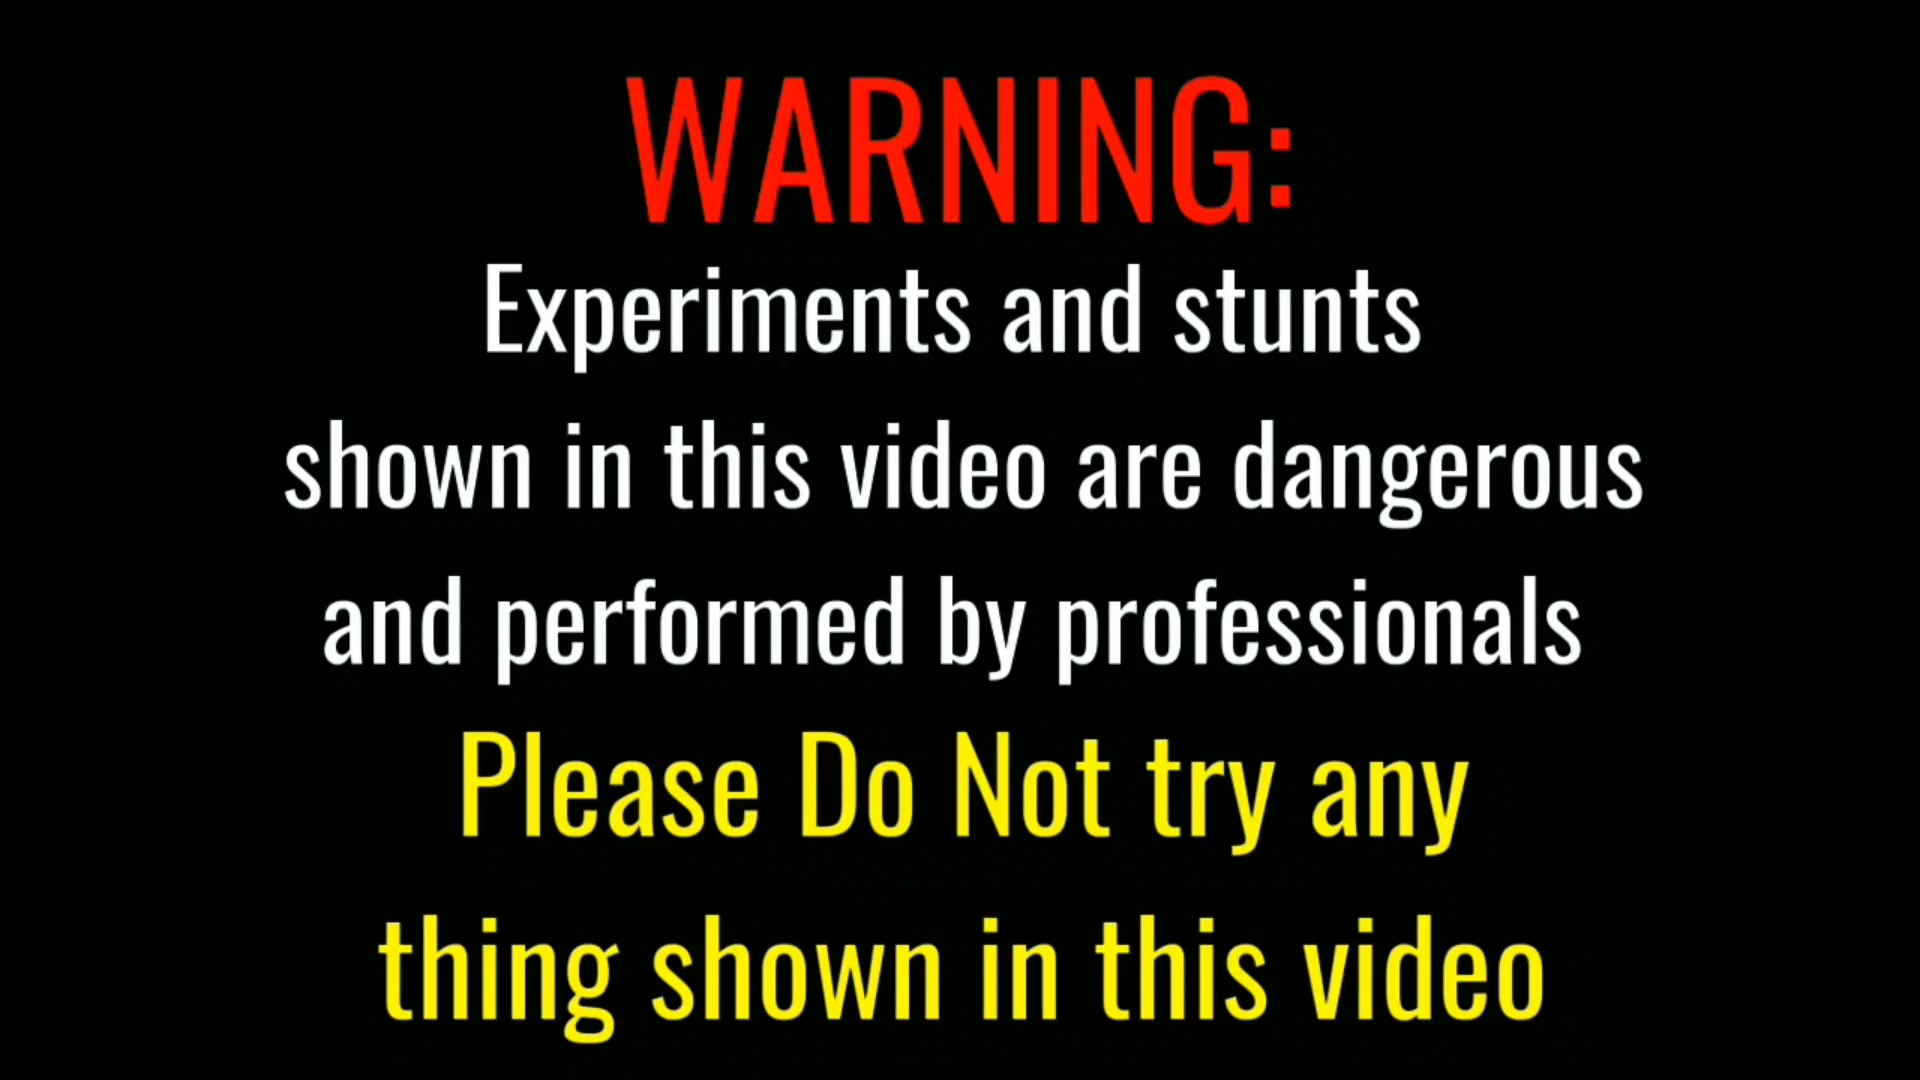 WARNING:
Experiments and stunts
shown in this video are dangerous
and performed by professionals
Please Do Not try any
thing shown in this video